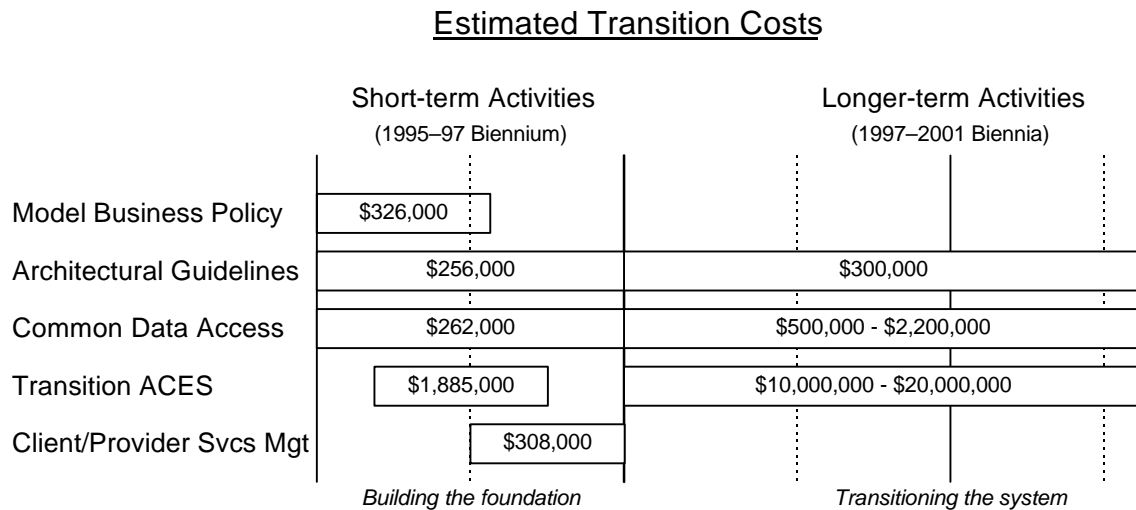 Estimated Transition Costs
Short-term Activities Longer-term Activities
(1995–97 Biennium) (1997–2001 Biennia)
Model Business Policy $326,000
Architectural Guidelines $256,000 $300,000
Common Data Access $262,000 $500,000 - $2,200,000
Transition ACES $1,885,000 $10,000,000 - $20,000,000
Client/Provider Svcs Mgt $308,000
Building the foundation Transitioning the system